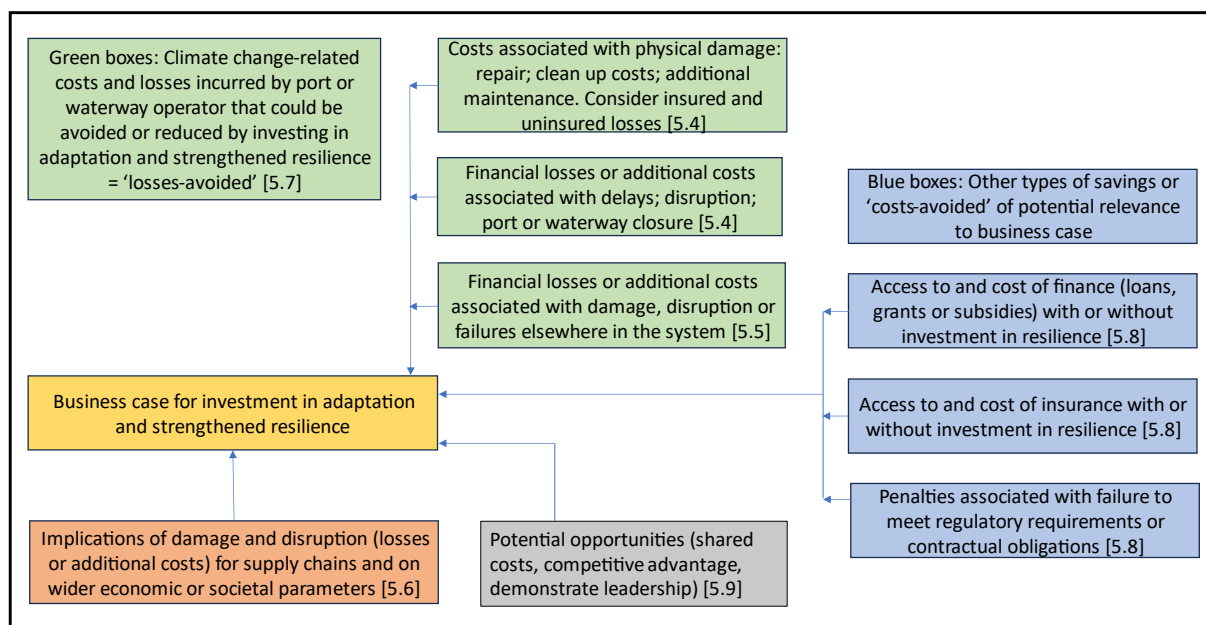 Green boxes: Climate change-related
costs and losses incurred by port or
waterway operator that could be
avoided or reduced by investing in
adaptation and strengthened resilience
= ‘losses-avoided’ [5.7]
Costs associated with physical damage:
repair; clean up costs; additional
maintenance. Consider insured and
uninsured losses [5.4]
Financial losses or additional costs
associated with delays; disruption;
port or waterway closure [5.4]
Financial losses or additional costs
associated with damage, disruption or
failures elsewhere in the system [5.5]
Blue boxes: Other types of savings or
‘costs-avoided’ of potential relevance
to business case
Access to and cost of finance (loans,
grants or subsidies) with or without
investment in resilience [5.8]
Access to and cost of insurance with or
without investment in resilience [5.8]
Penalties associated with failure to
meet regulatory requirements or
contractual obligations [5.8]
Business case for investment in adaptation
and strengthened resilience
Implications of damage and disruption (losses
or additional costs) for supply chains and on
wider economic or societal parameters [5.6]
Potential opportunities (shared
costs, competitive advantage,
demonstrate leadership) [5.9]